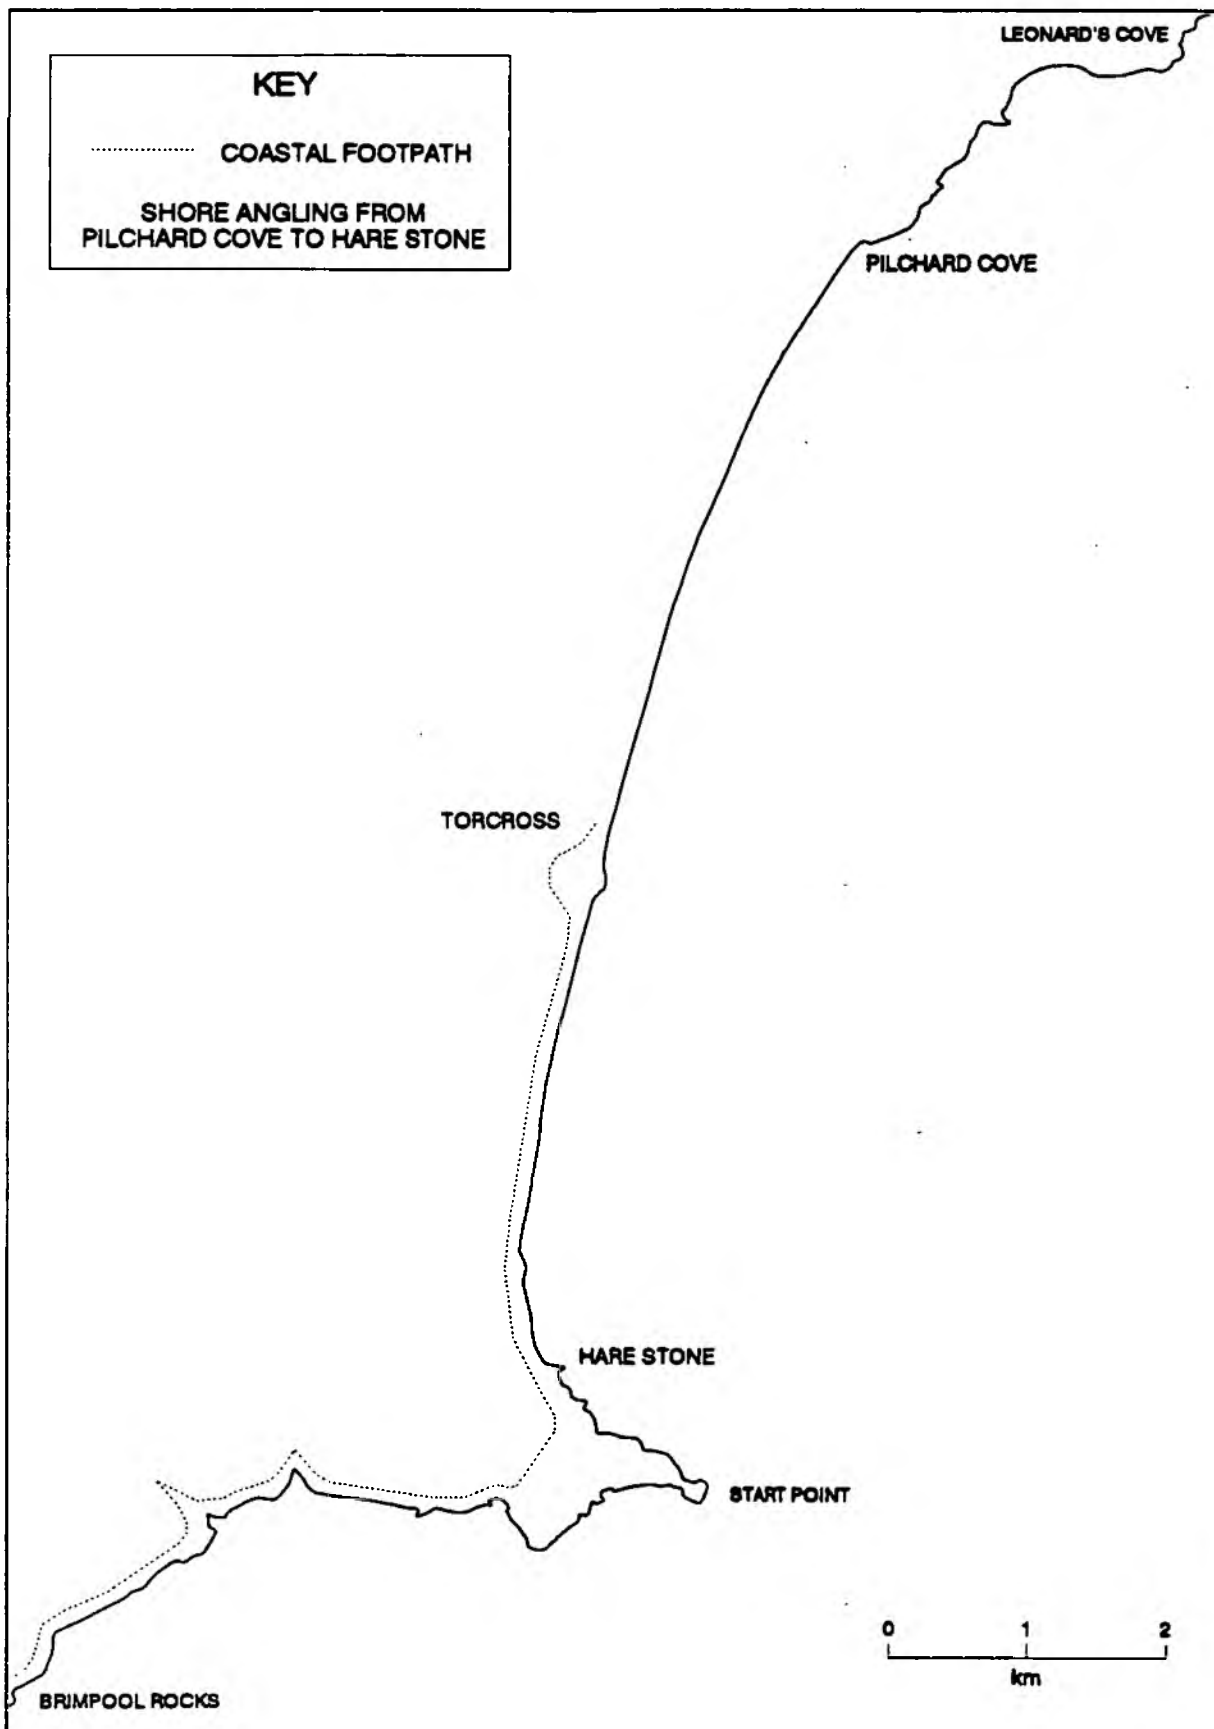 LEONARD'S COVE
KEY
COASTAL FOOTPATH
SHORE ANGLING FROM
PILCHARD COVE TO HARE STONE
PILCHARD COVE
TORCROSS
HARE STONE
START POINT
0 1 2
km
BRIMPOOL ROCKS